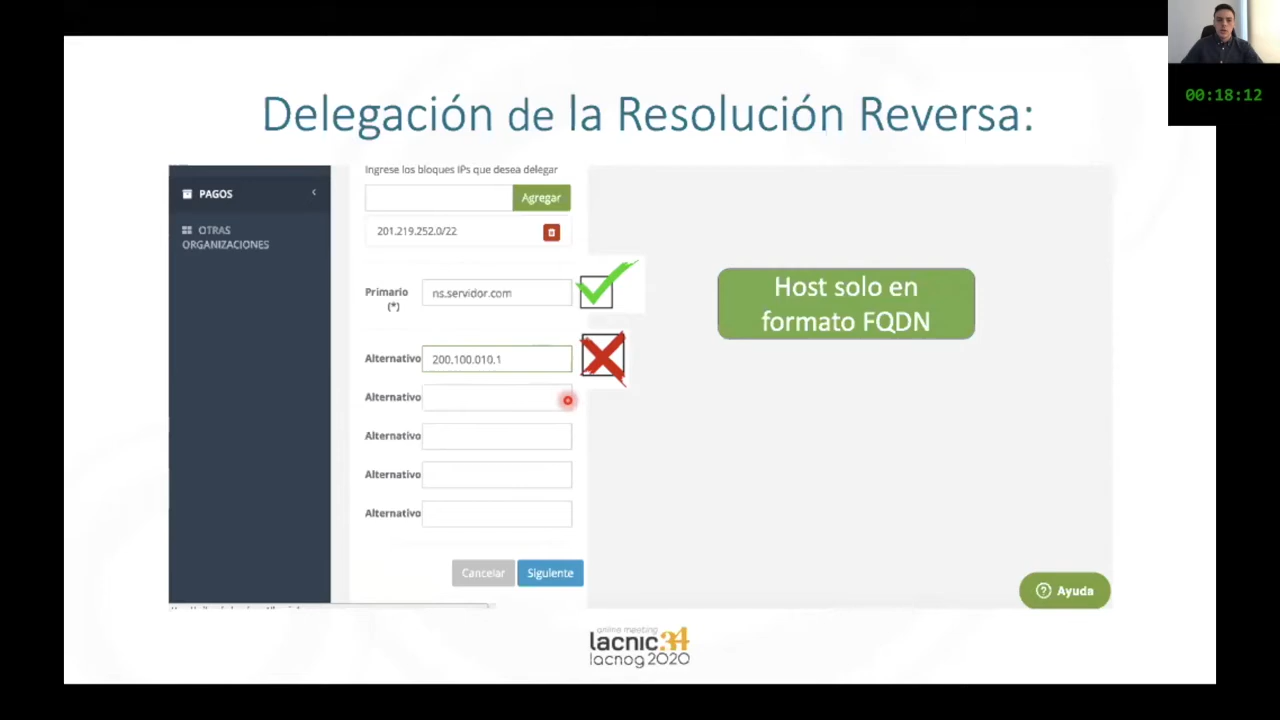 00:18:12
Delegación de la Resolución Reversa:
Ingrese los bloques IPs que desea delegar
PAGOS
Agregar
OTRAS
ORGANIZACIONES
201.219.252.0/22
Primario
(*)
ns.servidor.com
Host solo en
formato FQDN
Alternativo
200.100.010.1
Alternativo
Alternativo
Alternativo
Alternativo
Cancelar
Siguiente
Ayuda
online meeting
lacnic34
lacnog2020